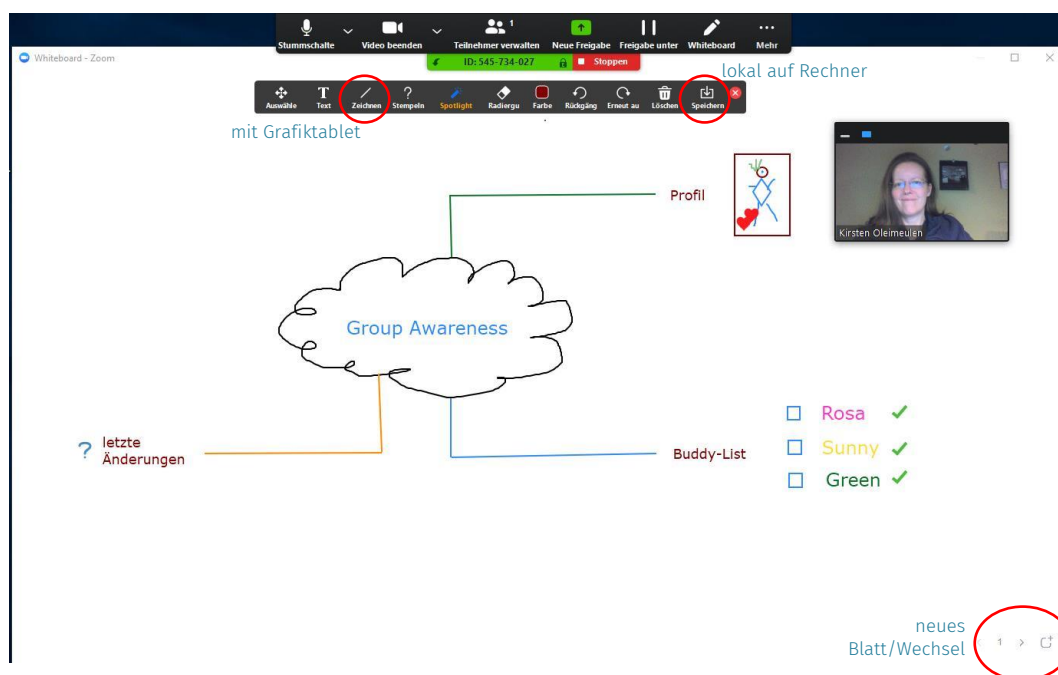 1
Stummschalte
Video beenden
Teilnehmer verwalten
Neue Freigabe
Freigabe unter
Whiteboard
Mehr
Whiteboard - Zoom
ID: 545-734-027
Stoppen
lokal auf Rechner
Auswähle
Text
Zeichnen
Stempeln
Spotlight
Radiergu
Farbe
Rückgäng
Erneut au
Löschen
Speichern
mit Grafiktablet
Profil
Kirsten Oleimeulen
Group Awareness
Rosa
Sunny
Green
? letzte
Änderungen
Buddy-List
neues
Blatt/Wechsel
1